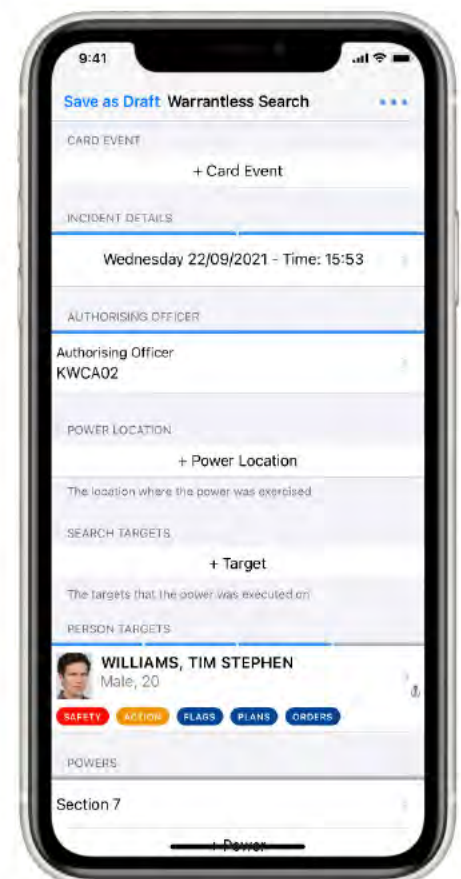 9:41
Save as Draft Warrantless Search
CARD EVENT
+ Card Event
INCIDENT DETAILS
Wednesday 22/09/2021 - Time: 15:53
AUTHORISING OFFICER
Authorising Officer
KWCA02
POWER LOCATION
+ Power Location
The location where the power was exercised
SEARCH TARGETS
+ Target
The targets that the power was executed on
PERSON TARGETS
WILLIAMS, TIM STEPHEN
Male, 20
SAFETY ACTION FLAGS PLANS ORDERS
POWERS
Section 7
+ Power